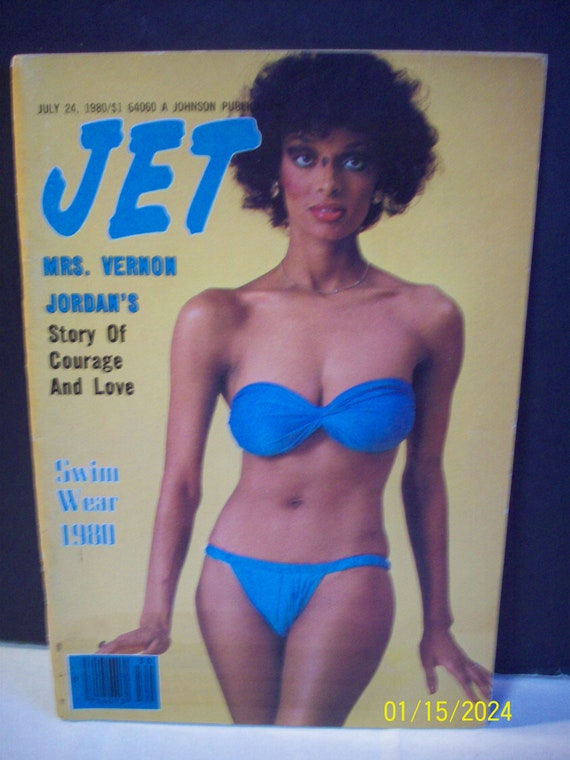 JULY 24, 1980/$1 64060 A JOHNSON
JET
MRS. VERNON
JORDAN'S
Story Of
Courage
And Love
Swim
Wear
1980
01/15/2024